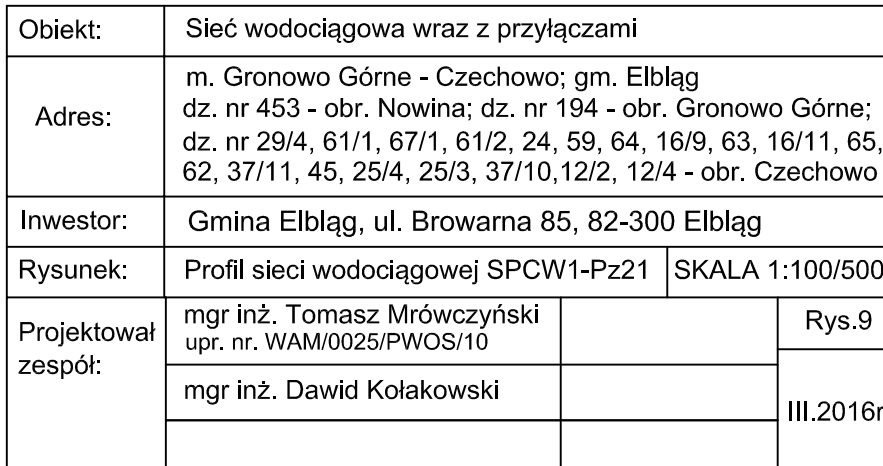 Obiekt: Sieć wodociągowa wraz z przyłączami
Adres: m. Gronowo Górne - Czechowo; gm. Elbląg
dz. nr 453 - obr. Nowina; dz. nr 194 - obr. Gronowo Górne;
dz. nr 29/4, 61/1, 67/1, 61/2, 24, 59, 64, 16/9, 63, 16/11, 65,
62, 37/11, 45, 25/4, 25/3, 37/10,12/2, 12/4 - obr. Czechowo
Inwestor: Gmina Elbląg, ul. Browarna 85, 82-300 Elbląg
Rysunek: Profil sieci wodociągowej SPCW1-Pz21 SKALA 1:100/500
Projektował zespół:
mgr inż. Tomasz Mrówczyński
upr. nr. WAM/0025/PWOS/10
Rys.9
mgr inż. Dawid Kołakowski
III.2016r